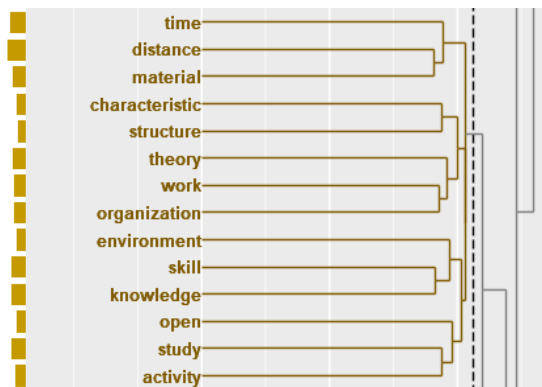 time
distance
material
characteristic
structure
theory
work
organization
environment
skill
knowledge
open
study
activity